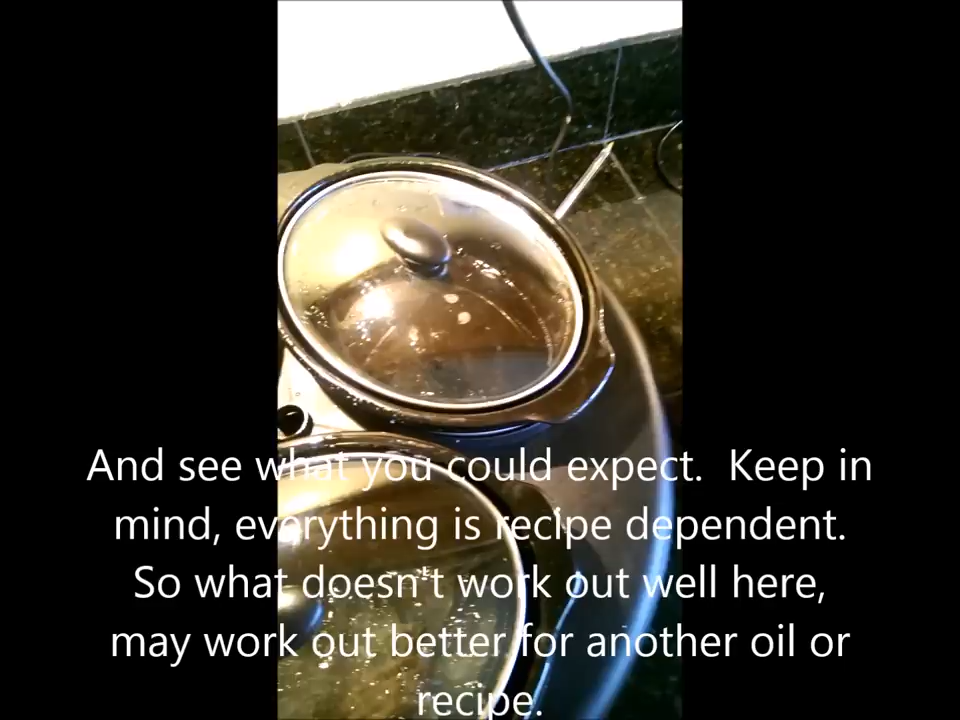 And see what you could expect.  Keep in
mind, everything is recipe dependent.
So what doesn't work out well here,
may work out better for another oil or
recipe.